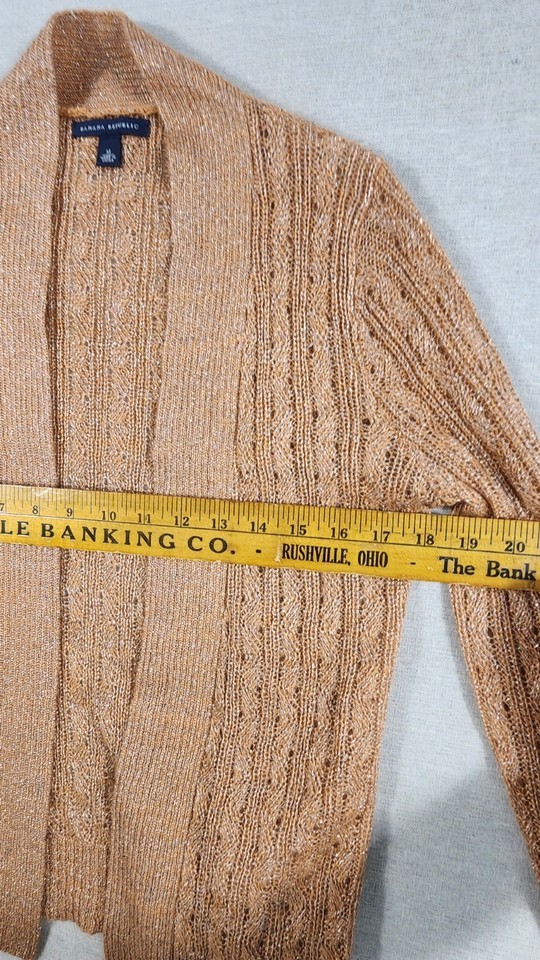 BANANA REPUBLIC
M
7 8 9 10 11 12 13 14 15 16 17 18 19 20
LE BANKING CO. - RUSHVILLE, OHIO - The Bank